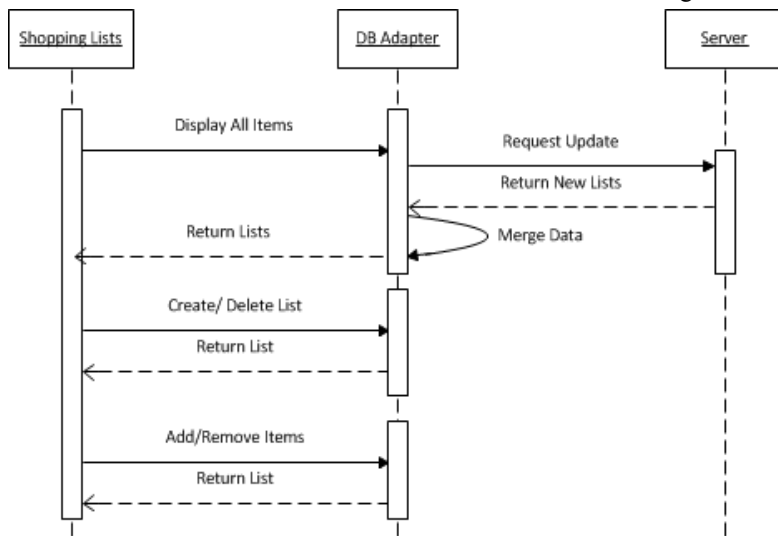 Shopping Lists
DB Adapter
Server
Display All Items
Request Update
Return New Lists
Return Lists
Merge Data
Create/ Delete List
Return List
Add/Remove Items
Return List